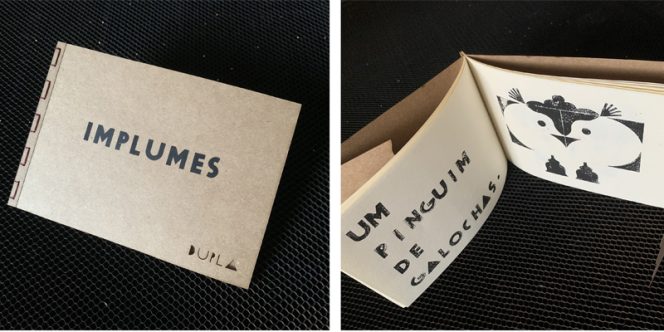 IMPLUMES
DUPLA
UM
PINGUIM
DE
GALOCHAS.